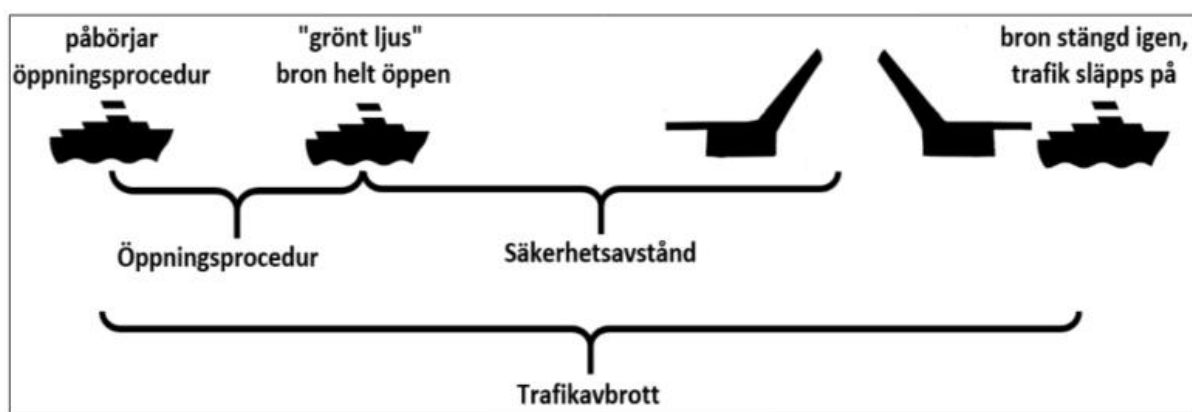 påbörjar
öppningsprocedur
"grönt ljus"
bron helt öppen
bron stängd igen,
trafik släpps på
Öppningsprocedur
Säkerhetsavstånd
Trafikavbrott